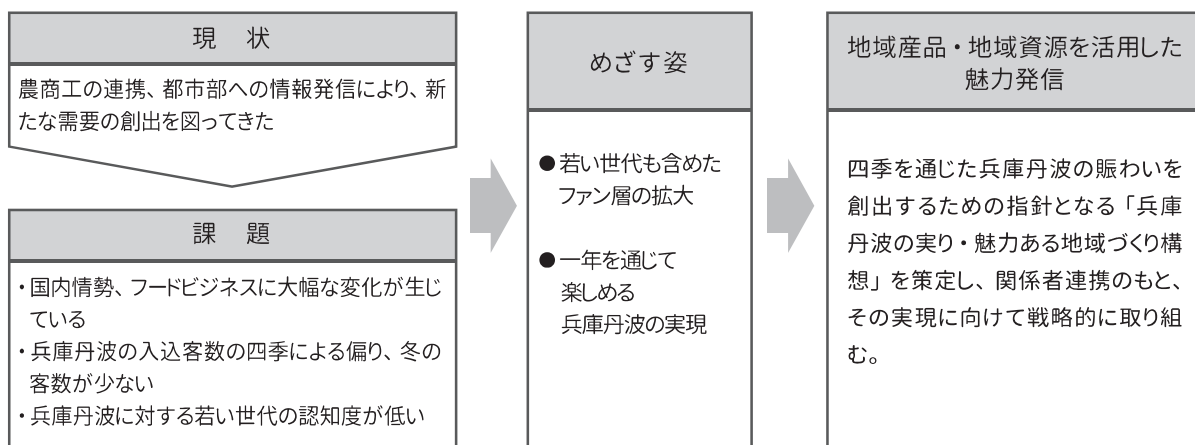 現　状
農商工の連携、都市部への情報発信により、新
たな需要の創出を図ってきた
課　題
・国内情勢、フードビジネスに大幅な変化が生じ
ている
・兵庫丹波の入込客数の四季による偏り、冬の
客数が少ない
・兵庫丹波に対する若い世代の認知度が低い
めざす姿
●若い世代も含めた
ファン層の拡大
●一年を通じて
楽しめる
兵庫丹波の実現
地域産品・地域資源を活用した
魅力発信
四季を通じた兵庫丹波の賑わいを
創出するための指針となる「兵庫
丹波の実り・魅力ある地域づくり構
想」を策定し、関係者連携のもと、
その実現に向けて戦略的に取り組
む。